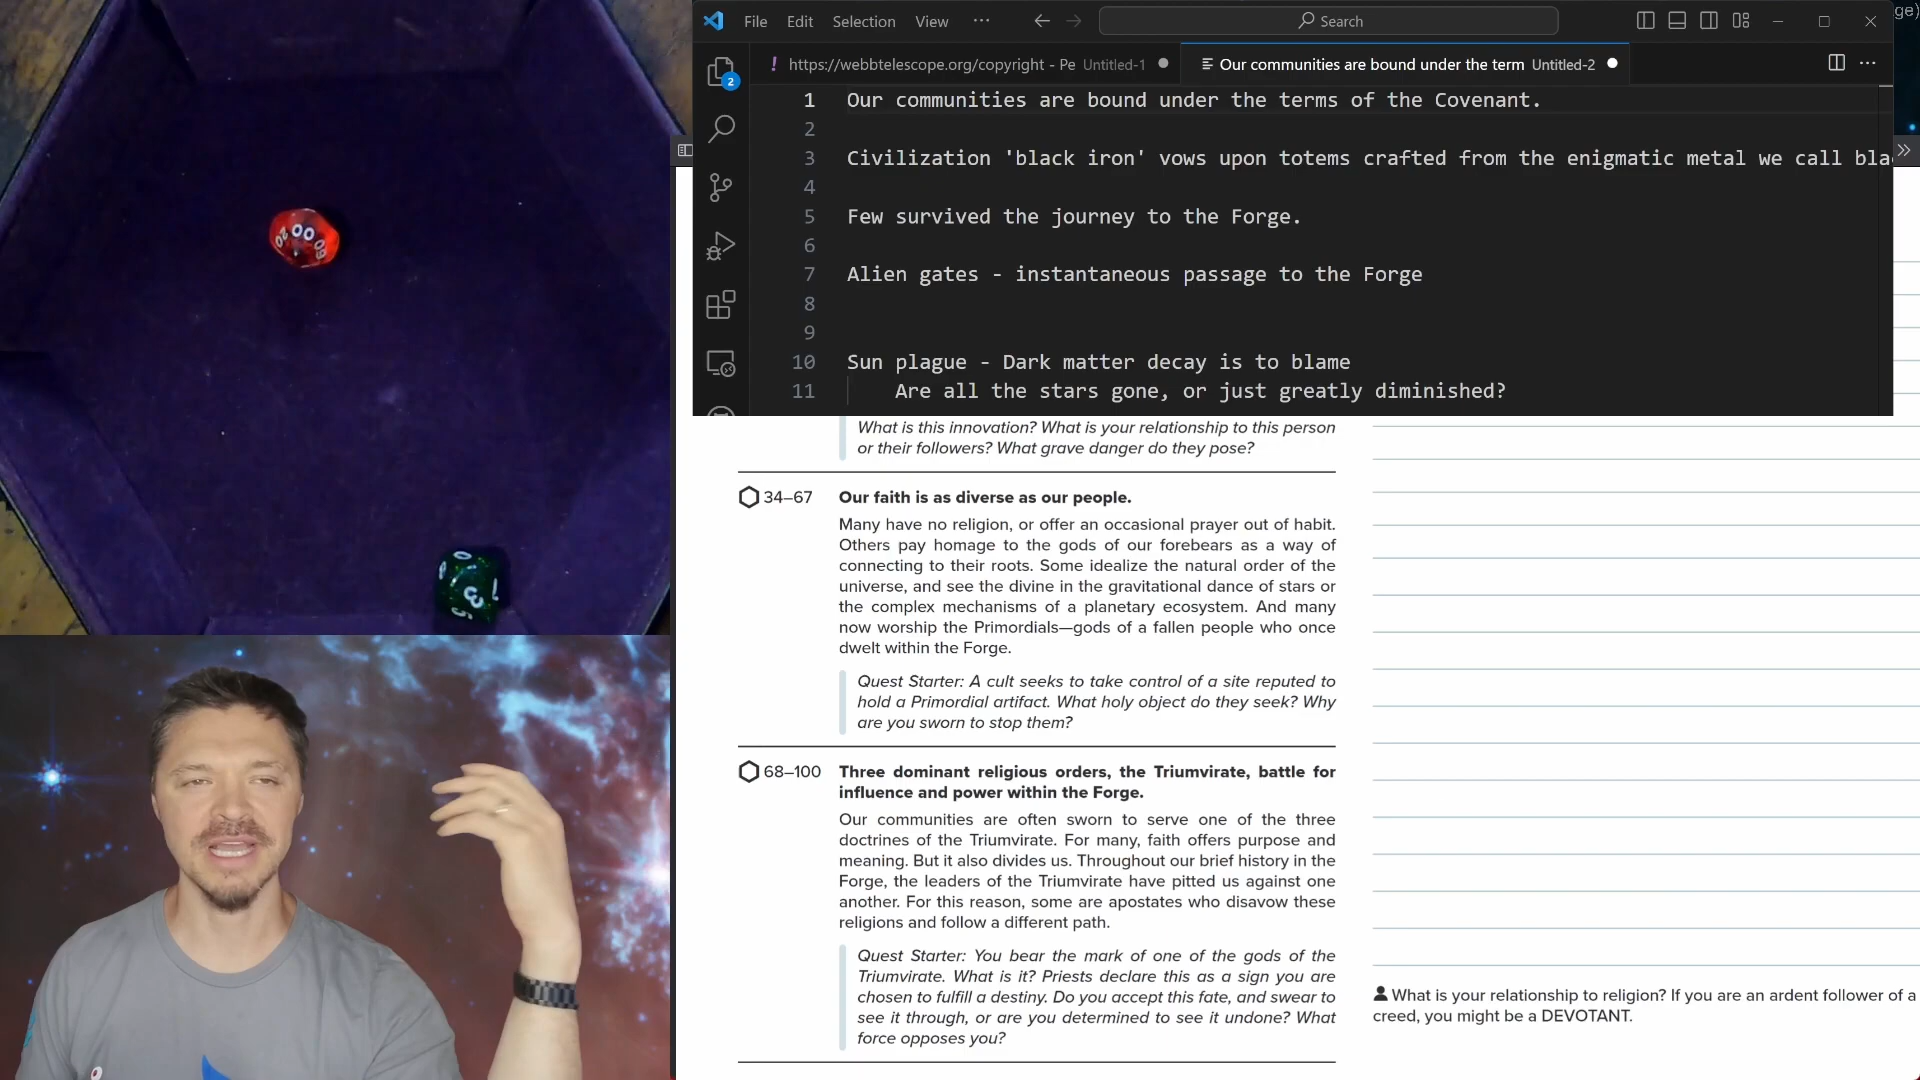 File Edit Selection View ··· Search
! https://webbtelescope.org/copyright - Pe Untitled-1
Our communities are bound under the term Untitled-2
2
1 Our communities are bound under the terms of the Covenant.
2
3 Civilization 'black iron' vows upon totems crafted from the enigmatic metal we call bla
4
5 Few survived the journey to the Forge.
6
7 Alien gates - instantaneous passage to the Forge
8
9
10 Sun plague - Dark matter decay is to blame
11 Are all the stars gone, or just greatly diminished?
ge)
What is this innovation? What is your relationship to this person
or their followers? What grave danger do they pose?
34–67 Our faith is as diverse as our people.
Many have no religion, or offer an occasional prayer out of habit.
Others pay homage to the gods of our forebears as a way of
connecting to their roots. Some idealize the natural order of the
universe, and see the divine in the gravitational dance of stars or
the complex mechanisms of a planetary ecosystem. And many
now worship the Primordials—gods of a fallen people who once
dwelt within the Forge.
Quest Starter: A cult seeks to take control of a site reputed to
hold a Primordial artifact. What holy object do they seek? Why
are you sworn to stop them?
68–100 Three dominant religious orders, the Triumvirate, battle for
influence and power within the Forge.
Our communities are often sworn to serve one of the three
doctrines of the Triumvirate. For many, faith offers purpose and
meaning. But it also divides us. Throughout our brief history in the
Forge, the leaders of the Triumvirate have pitted us against one
another. For this reason, some are apostates who disavow these
religions and follow a different path.
Quest Starter: You bear the mark of one of the gods of the
Triumvirate. What is it? Priests declare this as a sign you are
chosen to fulfill a destiny. Do you accept this fate, and swear to
see it through, or are you determined to see it undone? What
force opposes you?
What is your relationship to religion? If you are an ardent follower of a
creed, you might be a DEVOTANT.
20 00 60
0
3 1
5